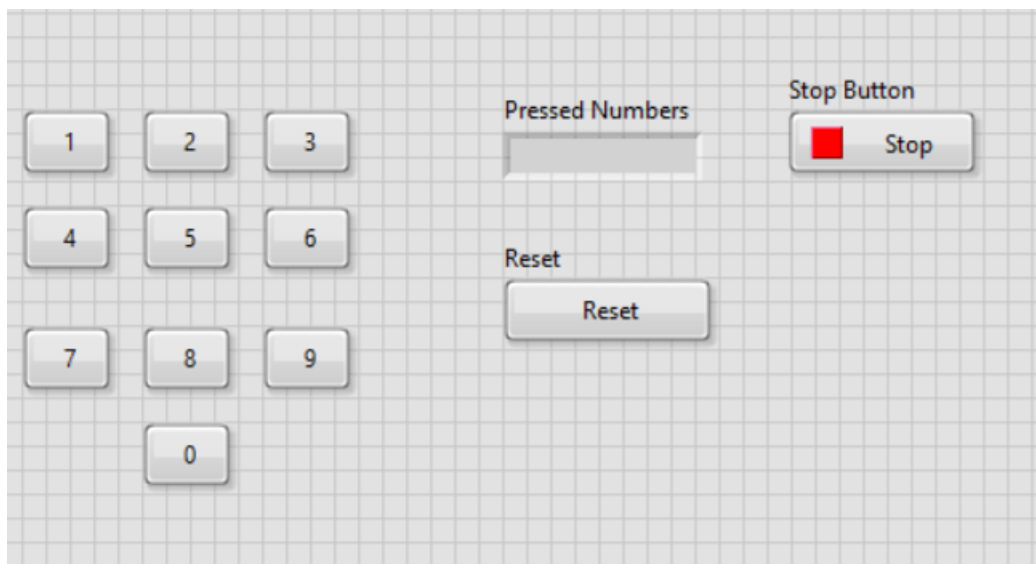 Stop Button
Pressed Numbers
1 2 3
Stop
4 5 6
Reset
Reset
7 8 9
0